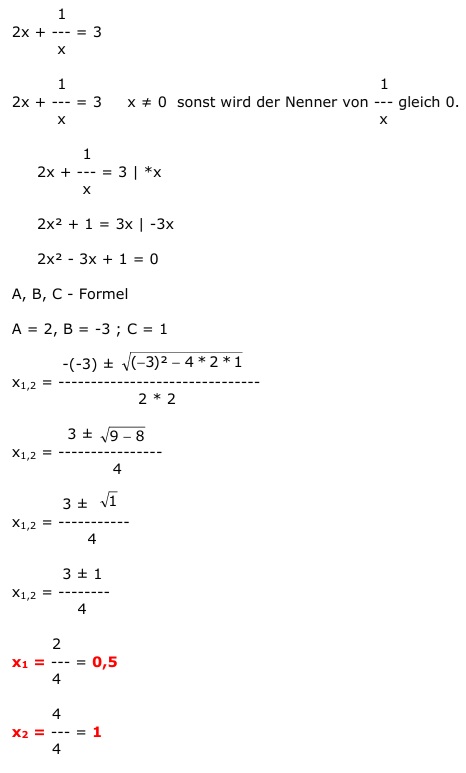 2x + 1/x = 3
2x + 1/x = 3 x ≠ 0 sonst wird der Nenner von 1/x gleich 0.
2x + 1/x = 3 | *x
2x² + 1 = 3x | -3x
2x² - 3x + 1 = 0
A, B, C - Formel
A = 2, B = -3 ; C = 1
x₁,₂ = (-(-3) ± √((−3)² − 4 * 2 * 1)) / (2 * 2)
x₁,₂ = (3 ± √(9 − 8)) / 4
x₁,₂ = (3 ± √1) / 4
x₁,₂ = (3 ± 1) / 4
x₁ = 2/4 = 0,5
x₂ = 4/4 = 1